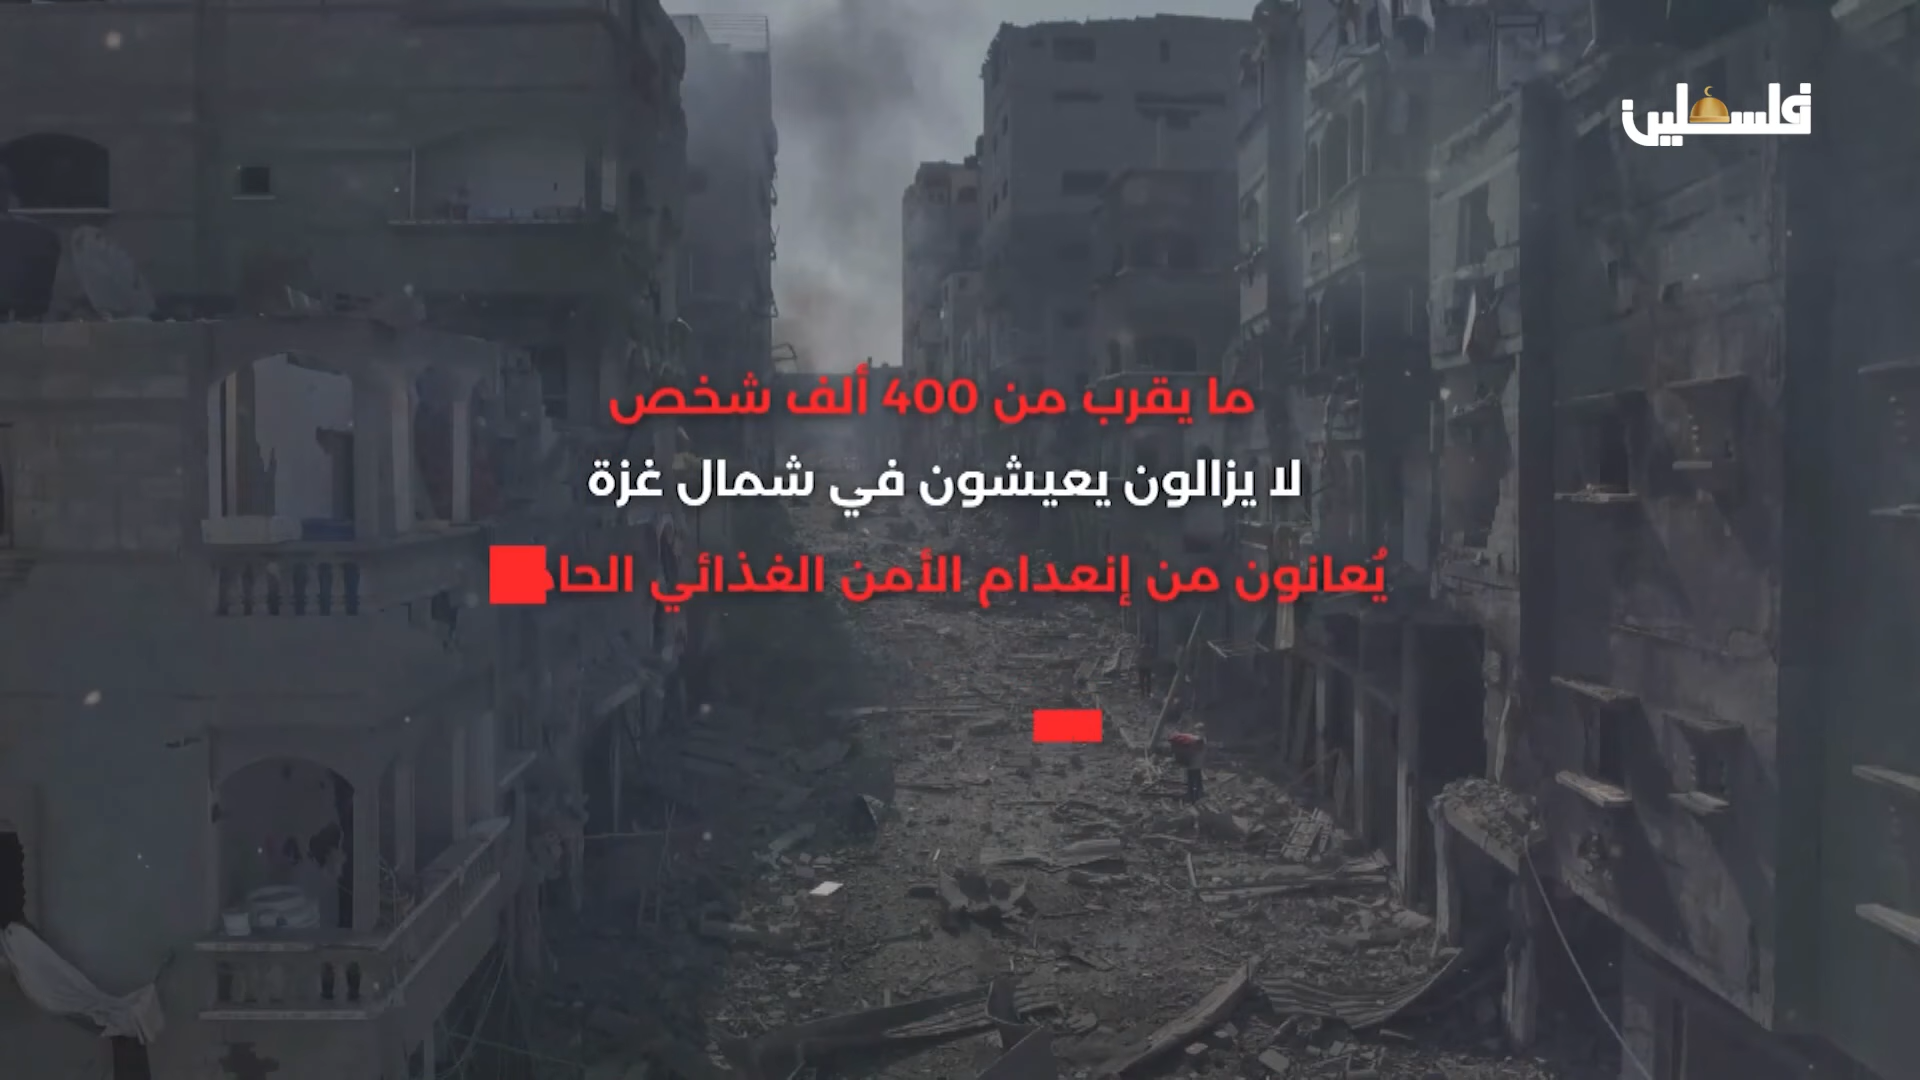 فلسطين
ما يقرب من 400 ألف شخص
لا يزالون يعيشون في شمال غزة
يُعانون من إنعدام الأمن الغذائي